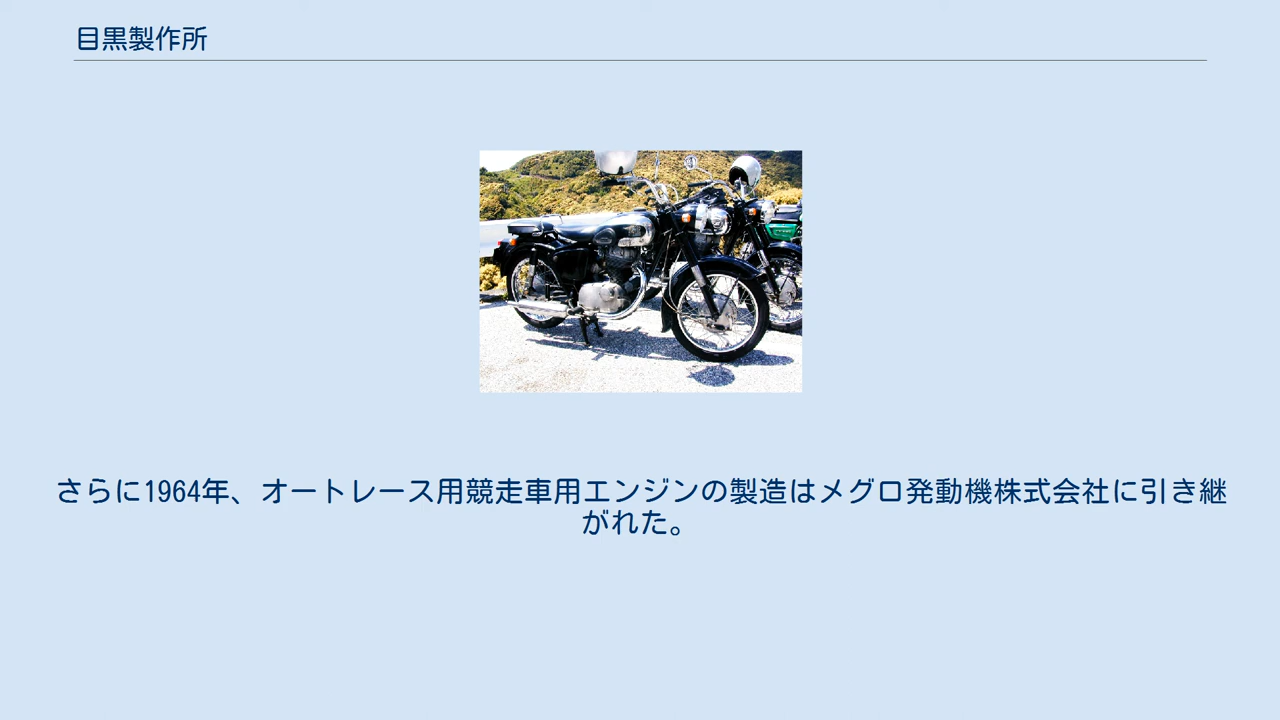 目黒製作所
さらに1964年、オートレース用競走車用エンジンの製造はメグロ発動機株式会社に引き継
がれた。